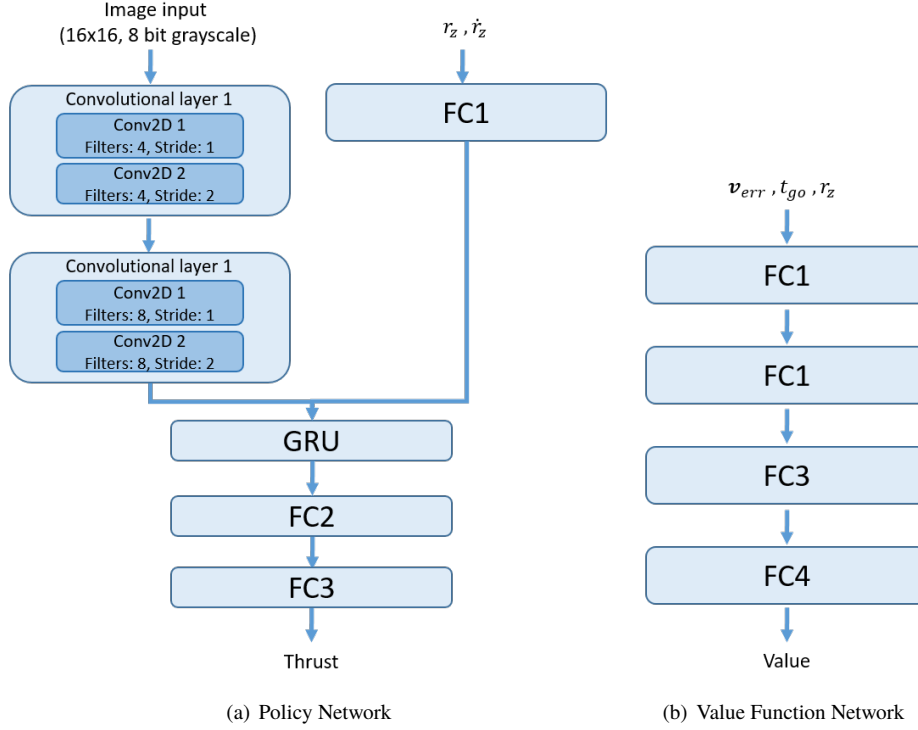 Image input
(16x16, 8 bit grayscale)
Convolutional layer 1
Conv2D 1
Filters: 4, Stride: 1
Conv2D 2
Filters: 4, Stride: 2
Convolutional layer 1
Conv2D 1
Filters: 8, Stride: 1
Conv2D 2
Filters: 8, Stride: 2
r_z , ṙ_z
FC1
GRU
FC2
FC3
Thrust
(a) Policy Network
v_err , t_go , r_z
FC1
FC1
FC3
FC4
Value
(b) Value Function Network